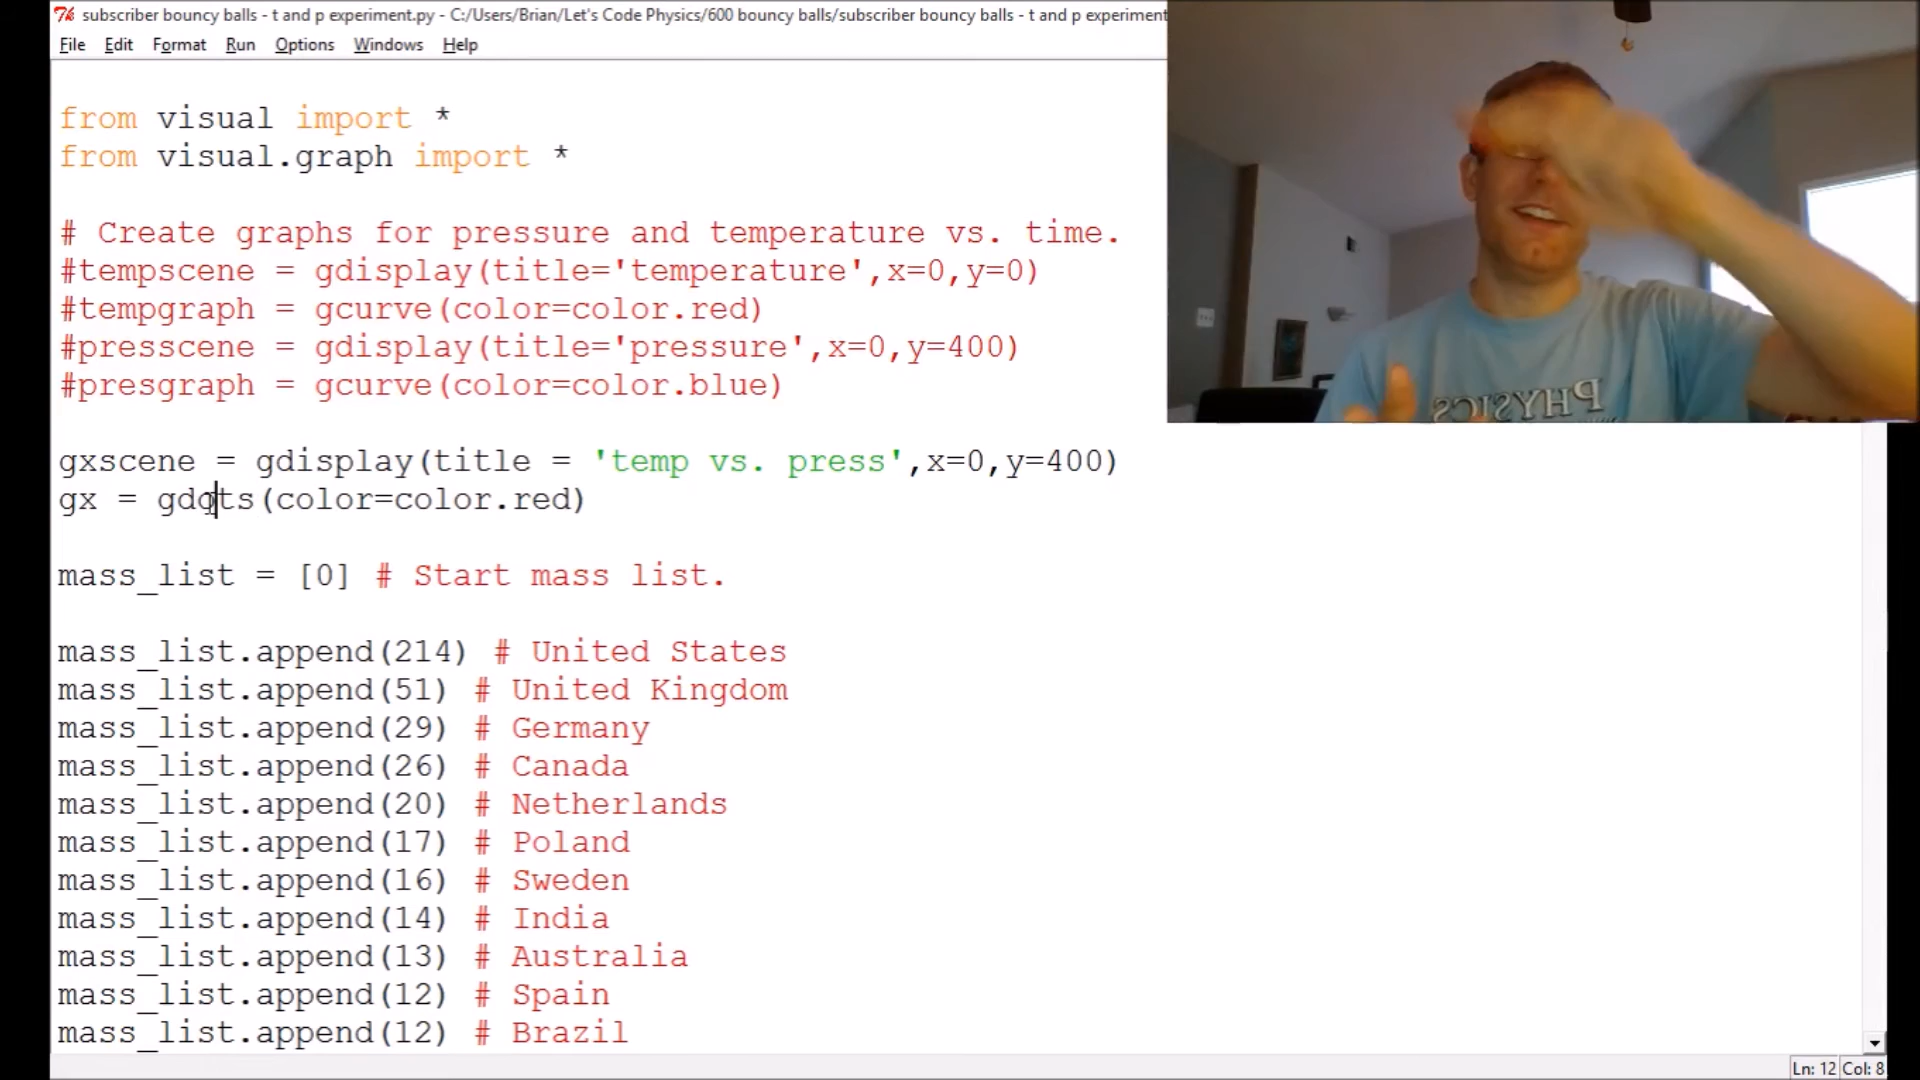 subscriber bouncy balls - t and p experiment.py - C:/Users/Brian/Let's Code Physics/600 bouncy balls/subscriber bouncy balls - t and p experiment
File Edit Format Run Options Windows Help
from visual import *
from visual.graph import *
# Create graphs for pressure and temperature vs. time.
#tempscene = gdisplay(title='temperature',x=0,y=0)
#tempgraph = gcurve(color=color.red)
#presscene = gdisplay(title='pressure',x=0,y=400)
#presgraph = gcurve(color=color.blue)
gxscene = gdisplay(title = 'temp vs. press',x=0,y=400)
gx = gdots(color=color.red)
mass_list = [0] # Start mass list.
mass_list.append(214) # United States
mass_list.append(51) # United Kingdom
mass_list.append(29) # Germany
mass_list.append(26) # Canada
mass_list.append(20) # Netherlands
mass_list.append(17) # Poland
mass_list.append(16) # Sweden
mass_list.append(14) # India
mass_list.append(13) # Australia
mass_list.append(12) # Spain
mass_list.append(12) # Brazil
PHYSICS
Ln: 12 Col: 8